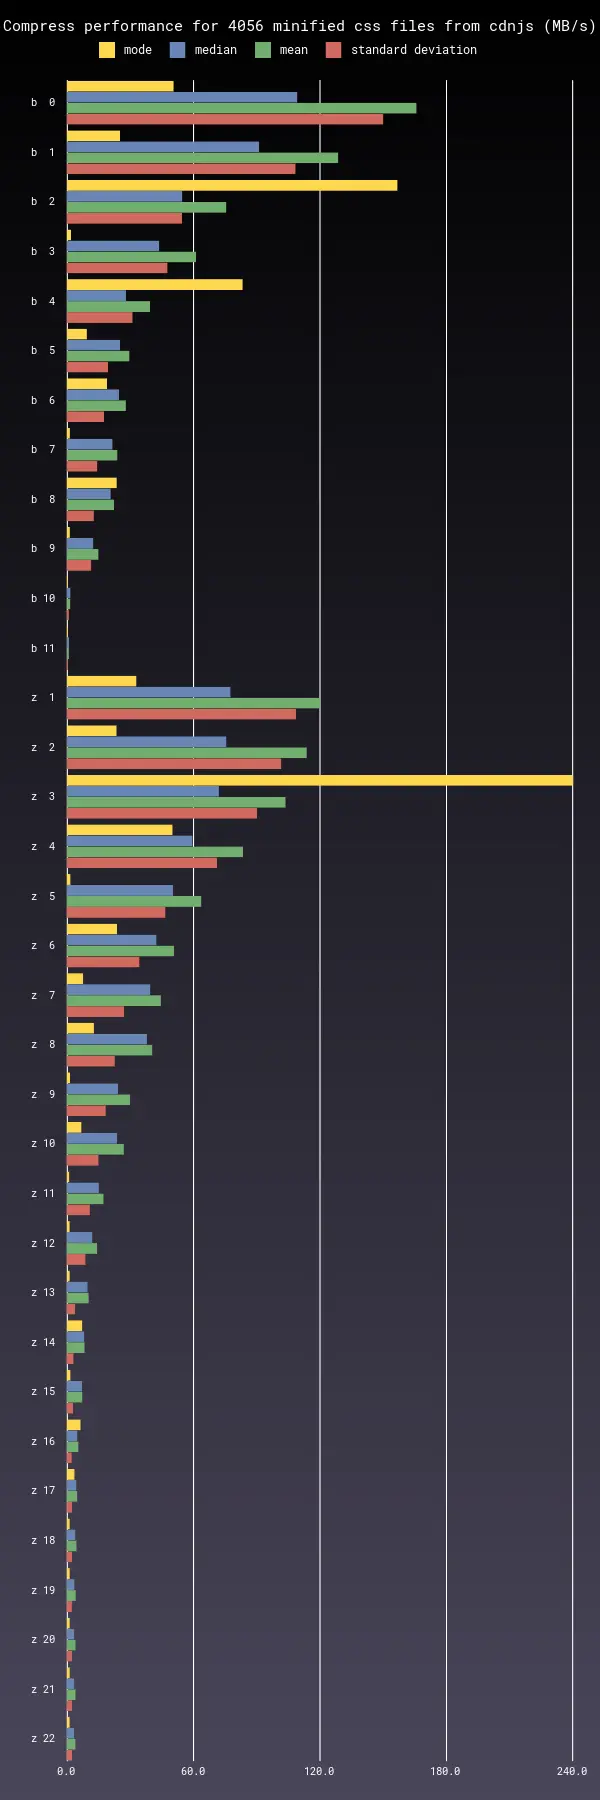 Compress performance for 4056 minified css files from cdnjs (MB/s)
mode median mean standard deviation
b 0
b 1
b 2
b 3
b 4
b 5
b 6
b 7
b 8
b 9
b 10
b 11
z 1
z 2
z 3
z 4
z 5
z 6
z 7
z 8
z 9
z 10
z 11
z 12
z 13
z 14
z 15
z 16
z 17
z 18
z 19
z 20
z 21
z 22
0.0 60.0 120.0 180.0 240.0